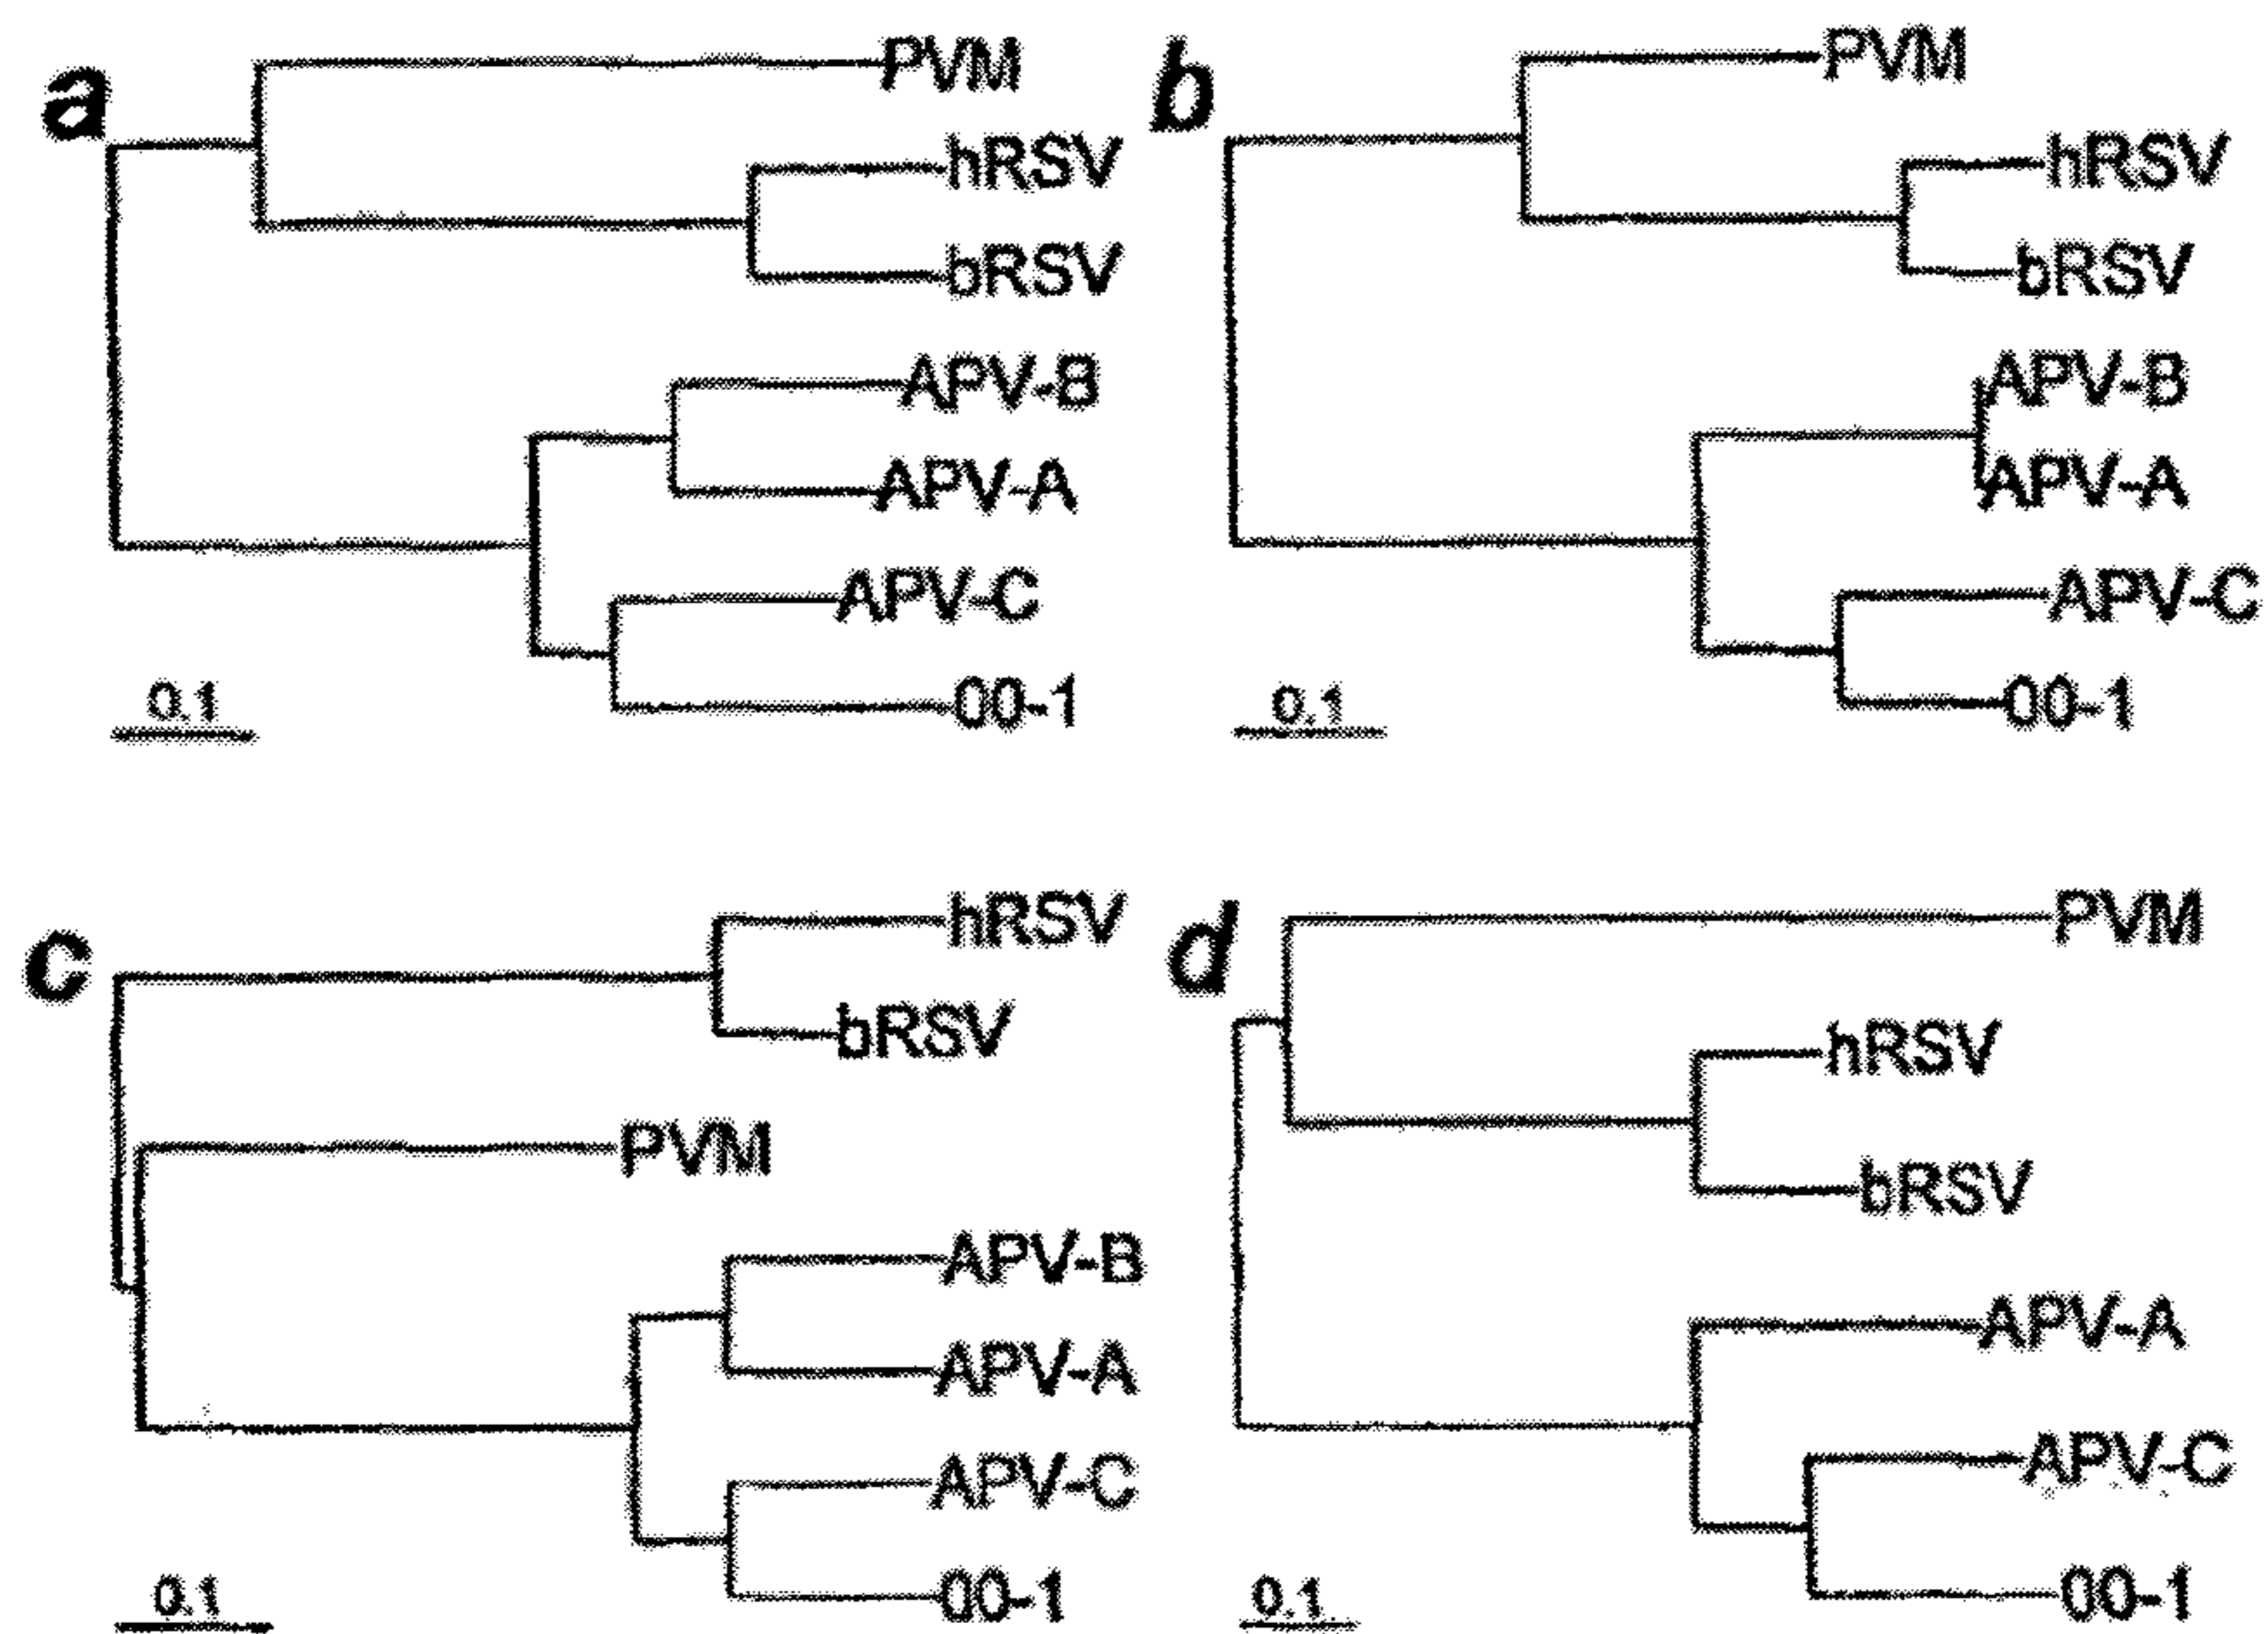 a
PVM
hRSV
bRSV
APV-B
APV-A
APV-C
00-1
0.1
b
PVM
hRSV
bRSV
APV-B
APV-A
APV-C
00-1
0.1
c
hRSV
bRSV
PVM
APV-B
APV-A
APV-C
00-1
0.1
d
PVM
hRSV
bRSV
APV-A
APV-C
00-1
0.1